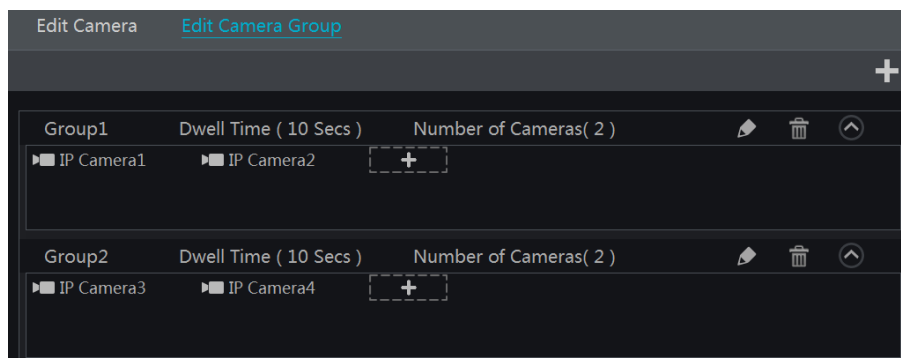 Edit Camera Edit Camera Group
Group1 Dwell Time ( 10 Secs ) Number of Cameras( 2 )
IP Camera1 IP Camera2
Group2 Dwell Time ( 10 Secs ) Number of Cameras( 2 )
IP Camera3 IP Camera4